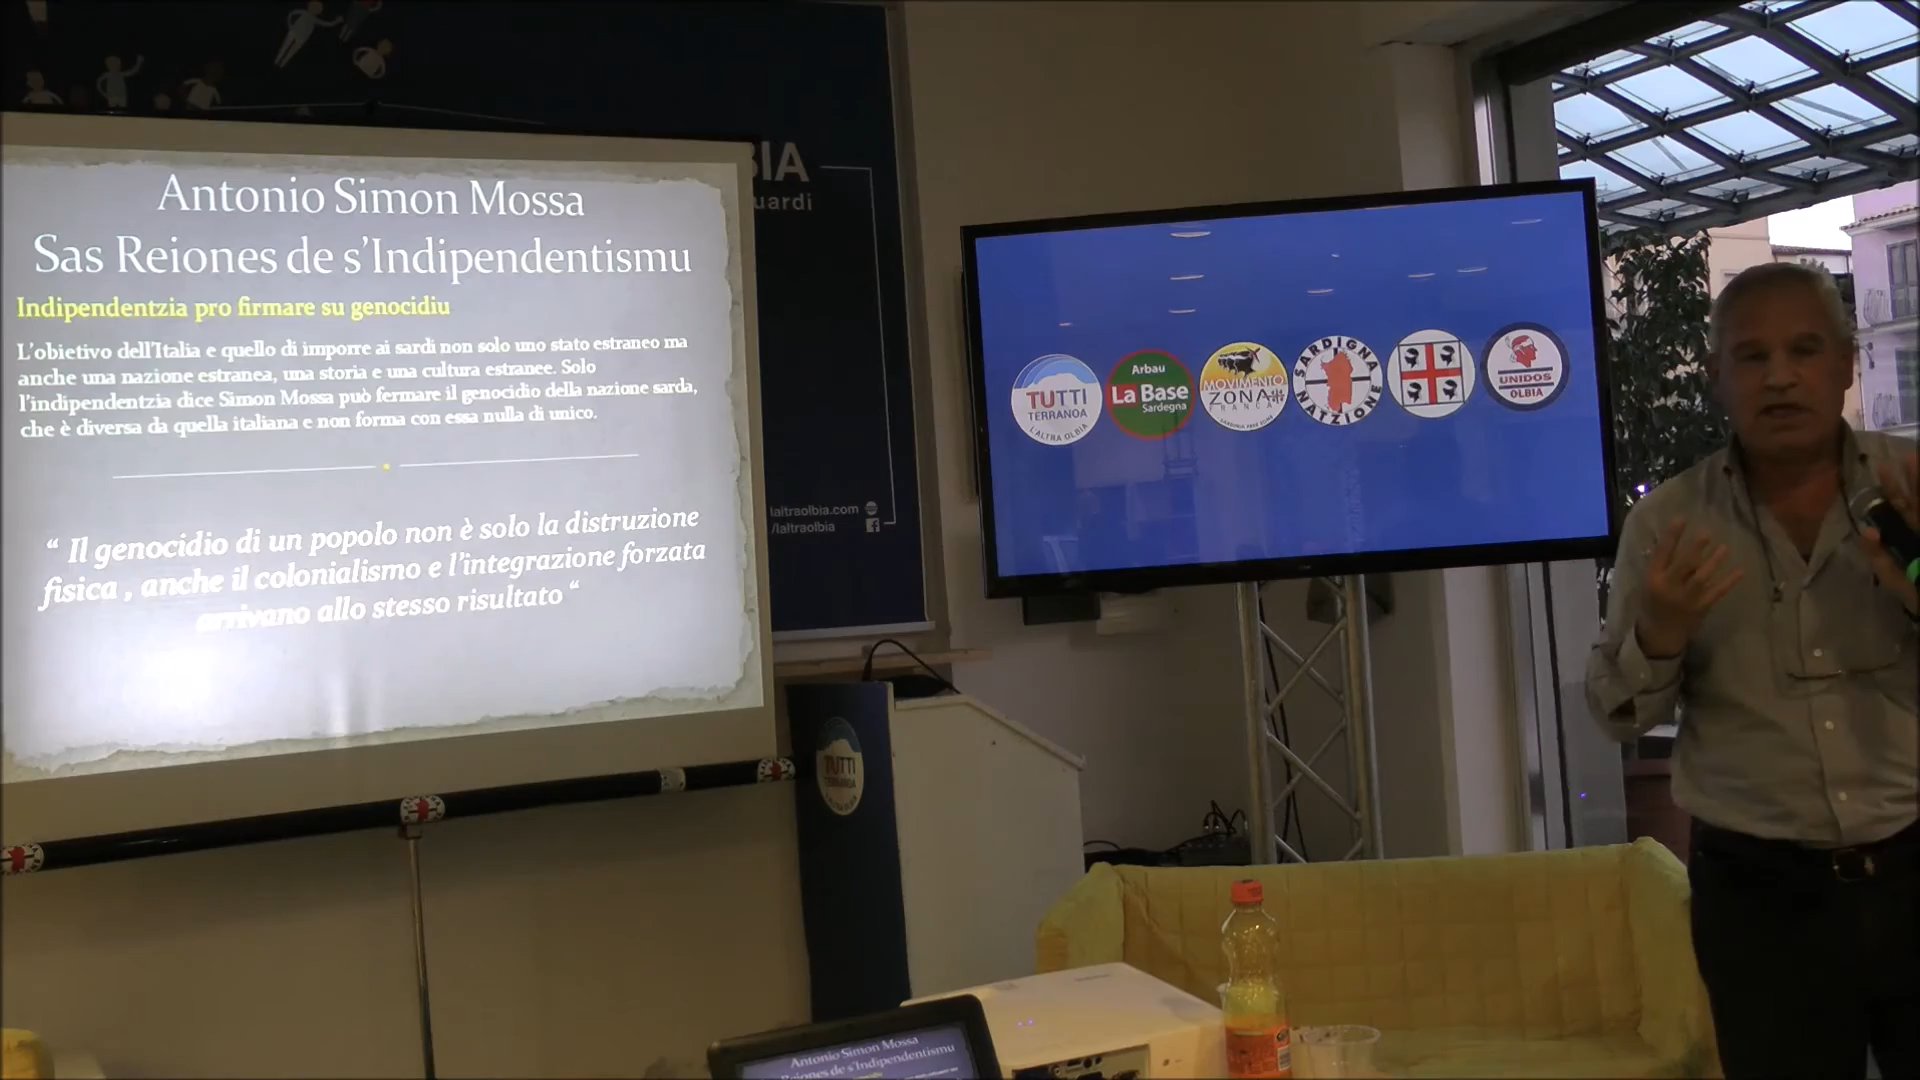 Antonio Simon Mossa
Sas Reiones de s'Indipendentismu
Indipendentzia pro firmare su genocidiu
L'obietivo dell'Italia e quello di imporre ai sardi non solo uno stato estraneo ma
anche una nazione estranea, una storia e una cultura estranee. Solo
l'indipendentzia dice Simon Mossa può fermare il genocidio della nazione sarda,
che è diversa da quella italiana e non forma con essa nulla di unico.
“ Il genocidio di un popolo non è solo la distruzione
fisica , anche il colonialismo e l'integrazione forzata
arrivano allo stesso risultato “
BIA
uardi
laltraolbia.com
/laltraolbia
TUTTI
TERRANOA
L'ALTRA OLBIA
Arbau
La Base
Sardegna
MOVIMENTO
ZONA
FRANCA
SARDIGNA
NATZIONE
UNIDOS
OLBIA
TUTTI
TERRANOA
Antonio Simon Mossa
Reiones de s'Indipendentismu